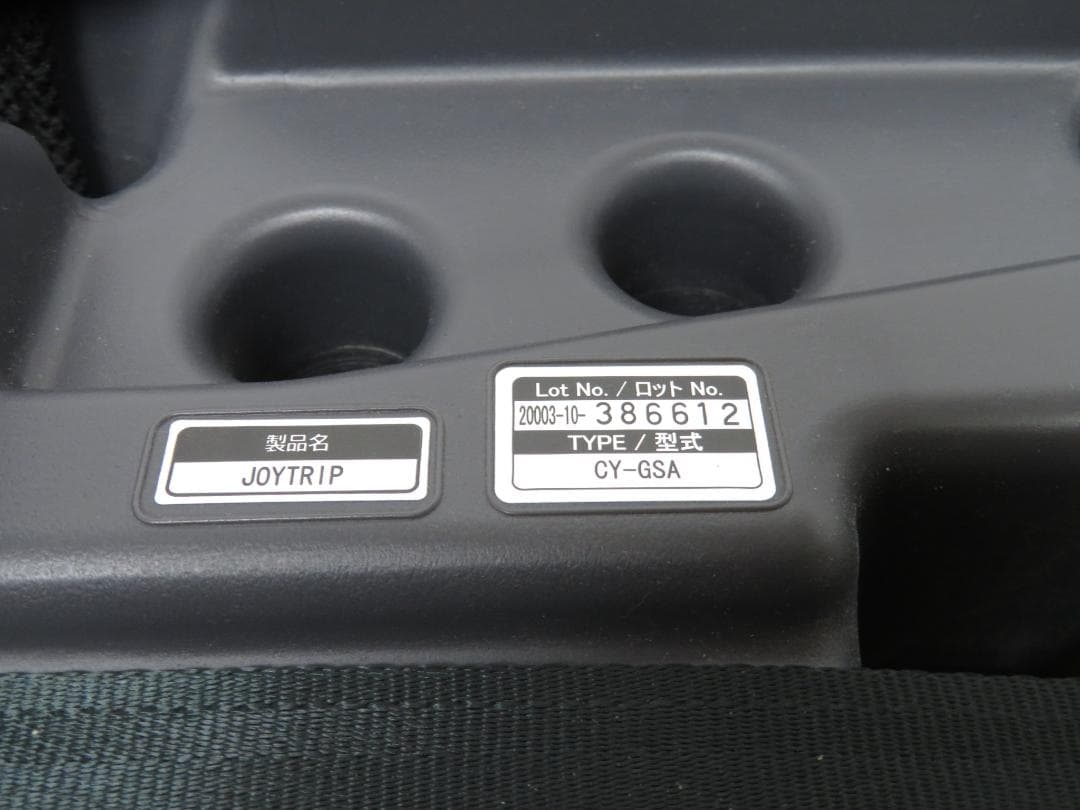 製品名
JOYTRIP
Lot No. / ロット No.
20003-10-386612
TYPE / 型式
CY-GSA